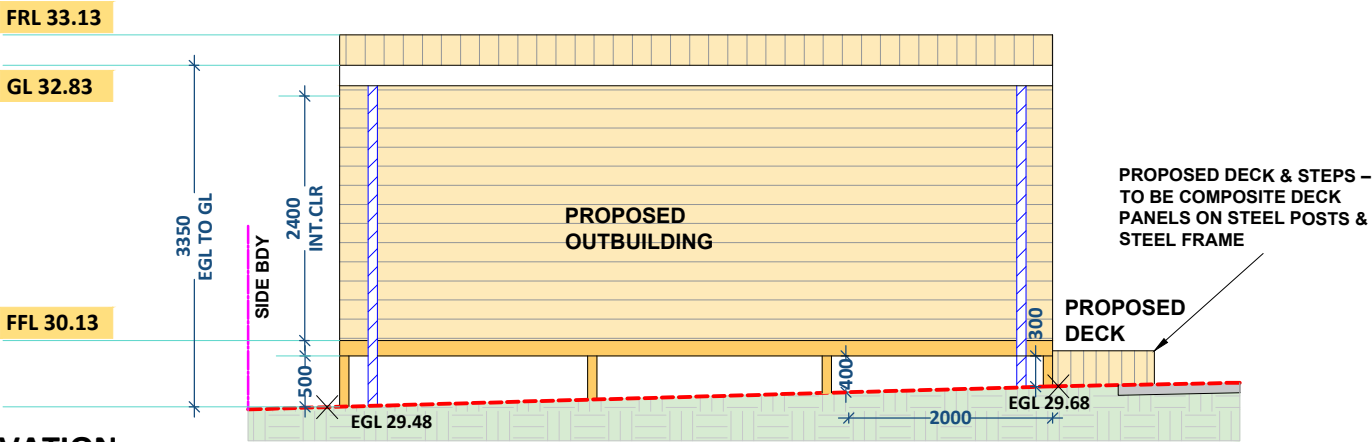 FRL 33.13
GL 32.83
3350
EGL TO GL
2400
INT.CLR
SIDE BDY
PROPOSED
OUTBUILDING
PROPOSED DECK & STEPS –
TO BE COMPOSITE DECK
PANELS ON STEEL POSTS &
STEEL FRAME
FFL 30.13
300
PROPOSED
DECK
500
400
EGL 29.48
2000
EGL 29.68
VATION